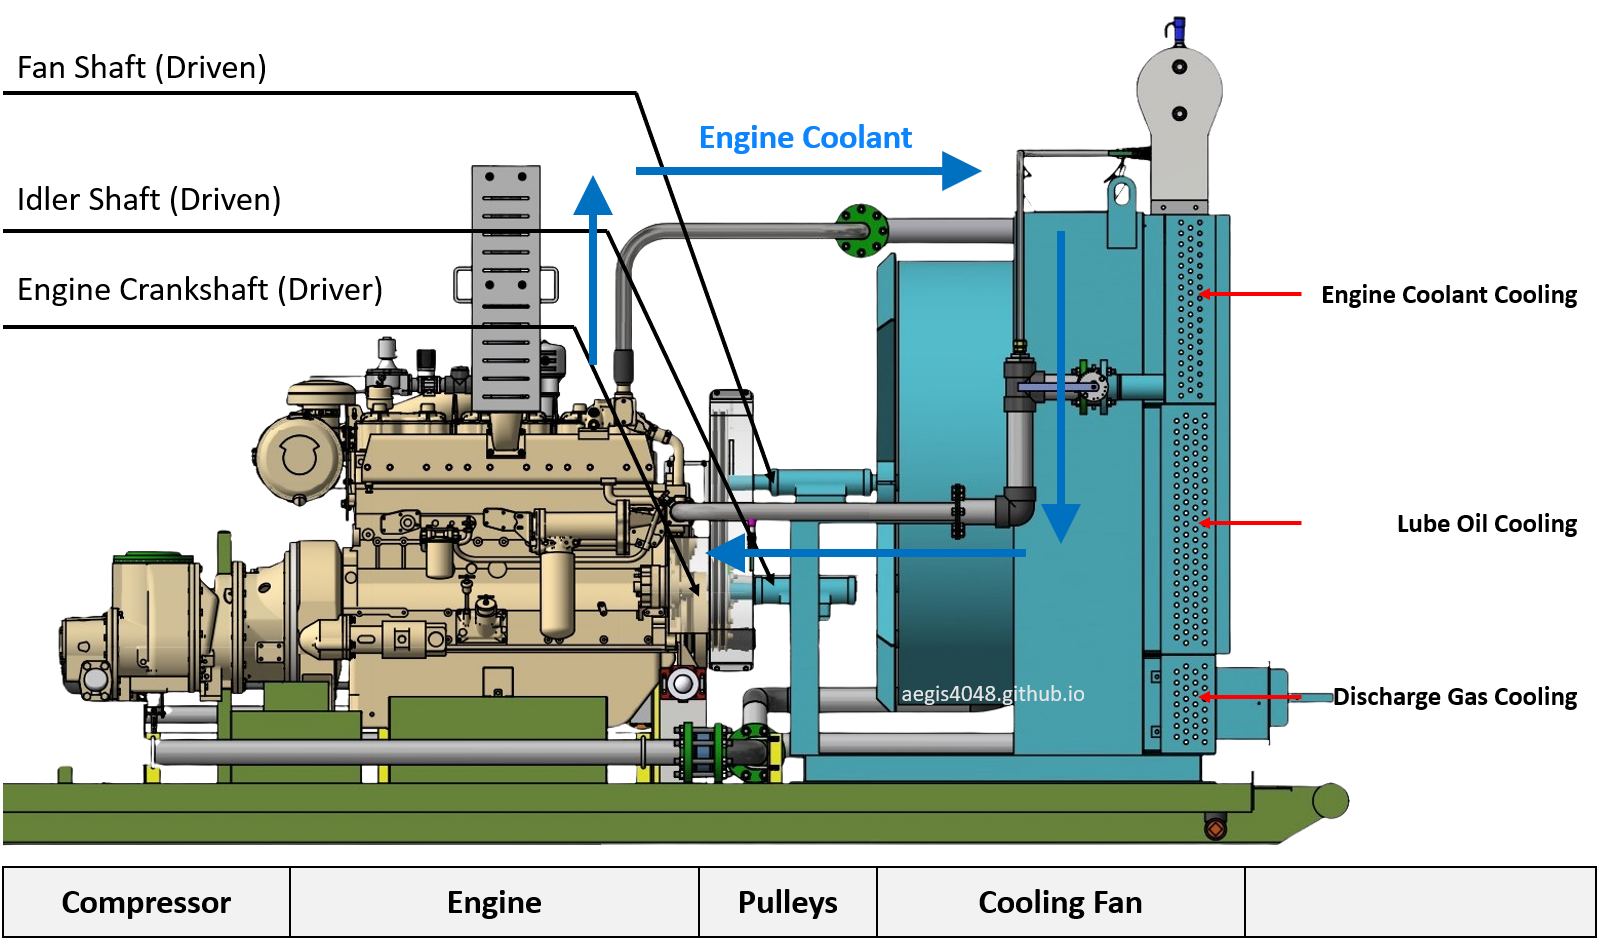 Fan Shaft (Driven)
Engine Coolant
Idler Shaft (Driven)
Engine Crankshaft (Driver)
Engine Coolant Cooling
Lube Oil Cooling
aegis4048.github.io
Discharge Gas Cooling
Compressor
Engine
Pulleys
Cooling Fan